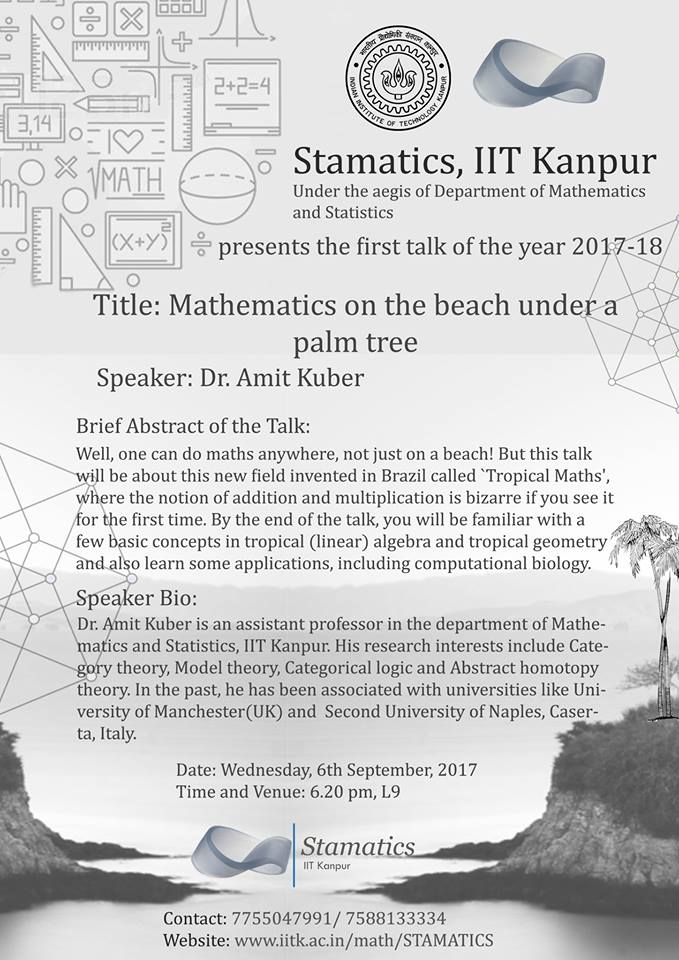 2+2=4
3,14
I
√MATH
(X+Y)²
भारतीय प्रौद्योगिकी संस्थान कानपुर
INDIAN INSTITUTE OF TECHNOLOGY KANPUR
Stamatics, IIT Kanpur
Under the aegis of Department of Mathematics
and Statistics
presents the first talk of the year 2017-18
Title: Mathematics on the beach under a
palm tree
Speaker: Dr. Amit Kuber
Brief Abstract of the Talk:
Well, one can do maths anywhere, not just on a beach! But this talk
will be about this new field invented in Brazil called `Tropical Maths',
where the notion of addition and multiplication is bizarre if you see it
for the first time. By the end of the talk, you will be familiar with a
few basic concepts in tropical (linear) algebra and tropical geometry
and also learn some applications, including computational biology.
Speaker Bio:
Dr. Amit Kuber is an assistant professor in the department of Mathe-
matics and Statistics, IIT Kanpur. His research interests include Cate-
gory theory, Model theory, Categorical logic and Abstract homotopy
theory. In the past, he has been associated with universities like Uni-
versity of Manchester(UK) and Second University of Naples, Caser-
ta, Italy.
Date: Wednesday, 6th September, 2017
Time and Venue: 6.20 pm, L9
Stamatics
IIT Kanpur
Contact: 7755047991/ 7588133334
Website: www.iitk.ac.in/math/STAMATICS